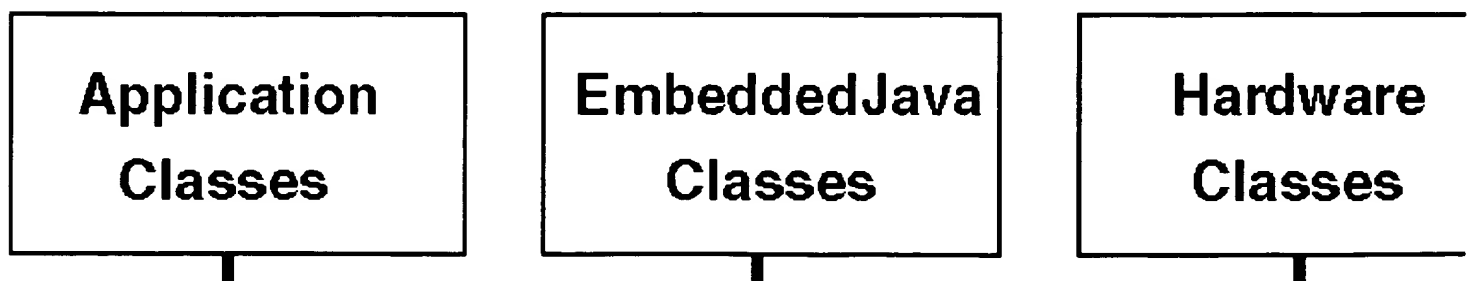 Application
Classes
EmbeddedJava
Classes
Hardware
Classes